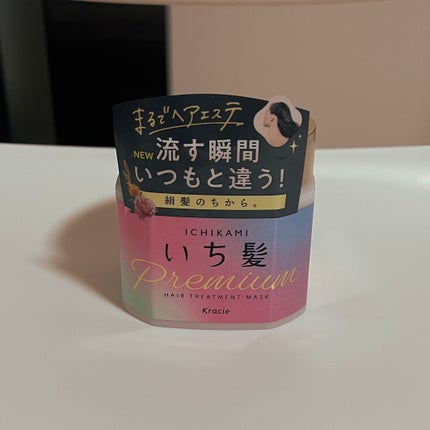 まるでヘアエステ
NEW 流す瞬間
いつもと違う！
絹髪のちから。
ICHIKAMI
いち髪
Premium
HAIR TREATMENT MASK
Kracie